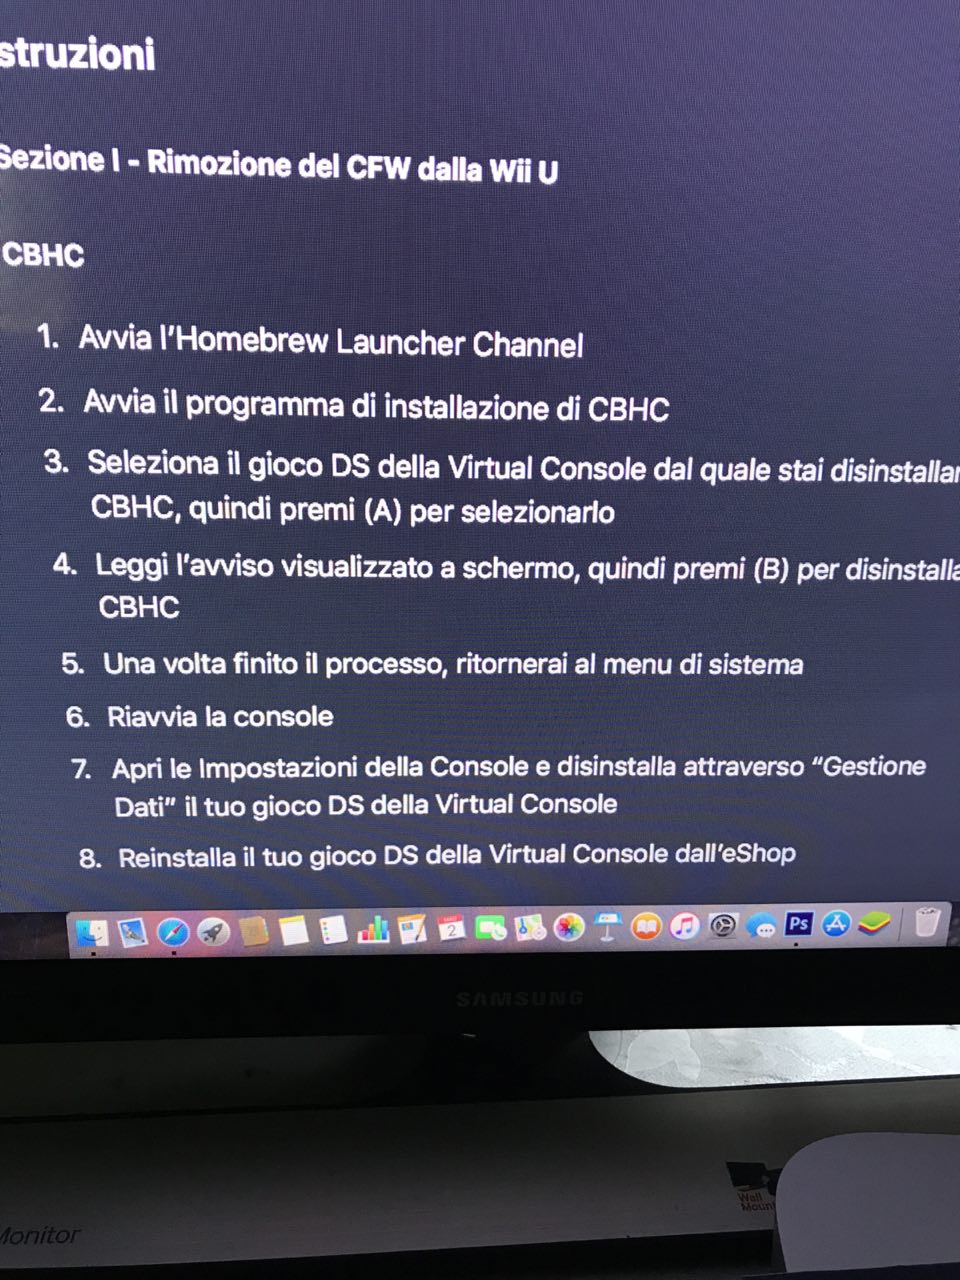 struzioni
Sezione I - Rimozione del CFW dalla Wii U
CBHC
1. Avvia l'Homebrew Launcher Channel
2. Avvia il programma di installazione di CBHC
3. Seleziona il gioco DS della Virtual Console dal quale stai disinstallan
CBHC, quindi premi (A) per selezionarlo
4. Leggi l'avviso visualizzato a schermo, quindi premi (B) per disinstalla
CBHC
5. Una volta finito il processo, ritornerai al menu di sistema
6. Riavvia la console
7. Apri le Impostazioni della Console e disinstalla attraverso “Gestione
Dati” il tuo gioco DS della Virtual Console
8. Reinstalla il tuo gioco DS della Virtual Console dall'eShop
2
Ps
SAMSUNG
Wall
Mount
Monitor